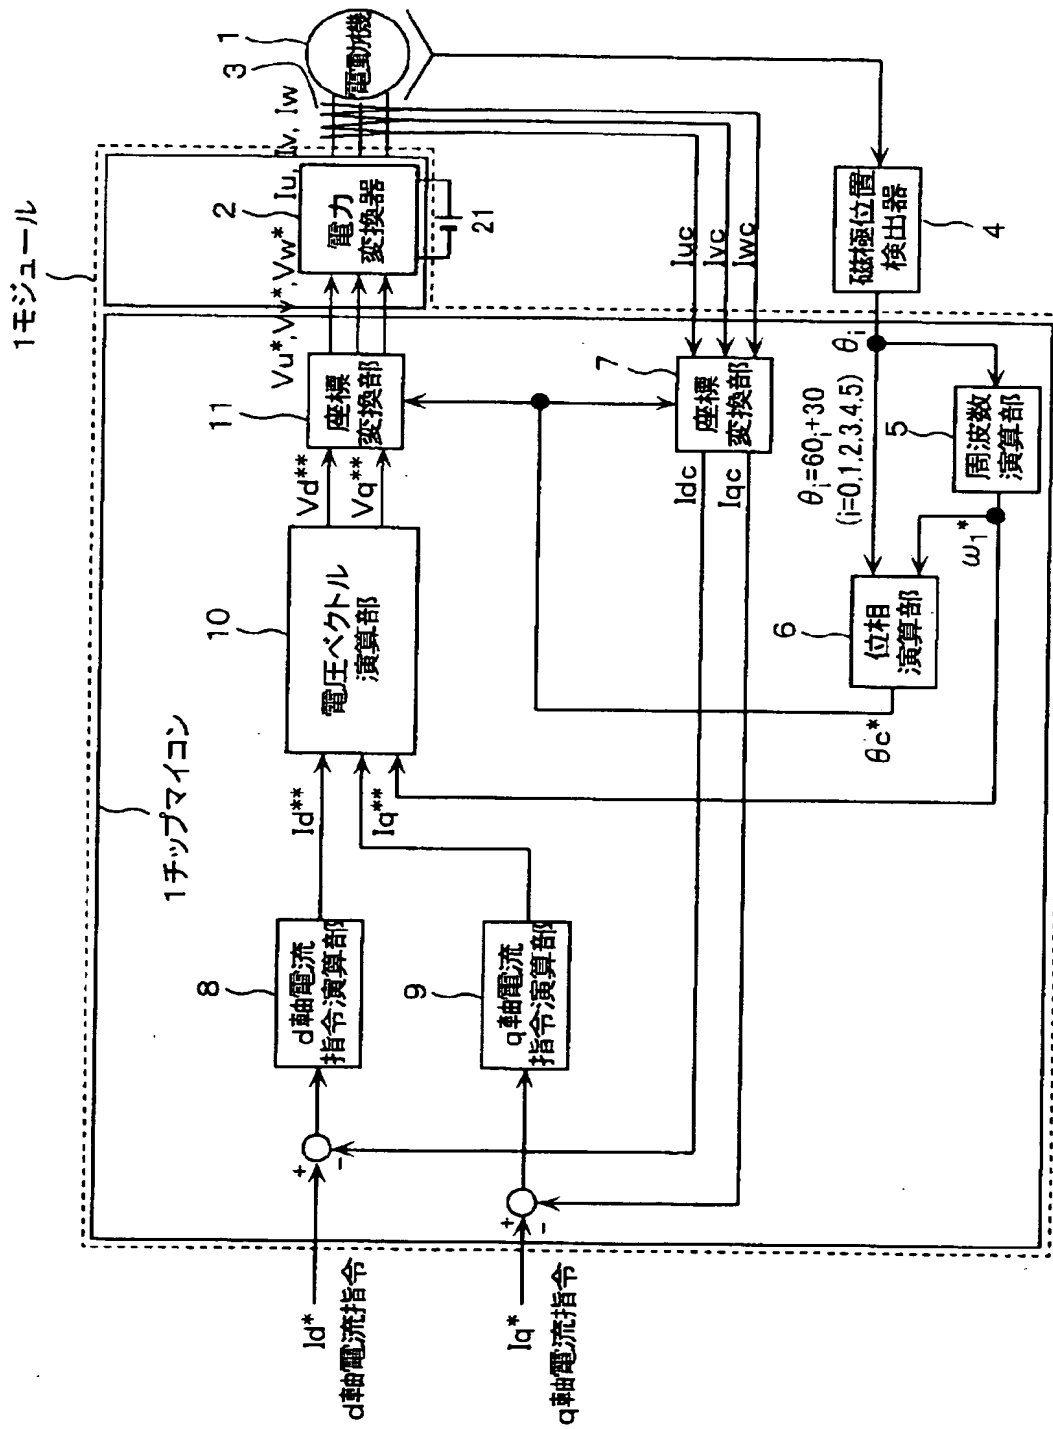 1モジュール
1チップマイコン
Id*
d軸電流指令
+
-
8
d軸電流
指令演算部
Id**
Iq*
q軸電流指令
+
-
9
q軸電流
指令演算部
Iq**
10
電圧ベクトル
演算部
Vd**
Vq**
11
座標
変換部
Vu*,Vv*,Vw*
2
電力
変換器
21
Iu, Iv, Iw
3
1
電動機
Iuc
Ivc
Iwc
7
座標
変換部
Idc
Iqc
4
磁極位置
検出器
θi
θi=60i+30
(i=0,1,2,3,4,5)
5
周波数
演算部
ω1*
6
位相
演算部
θc*